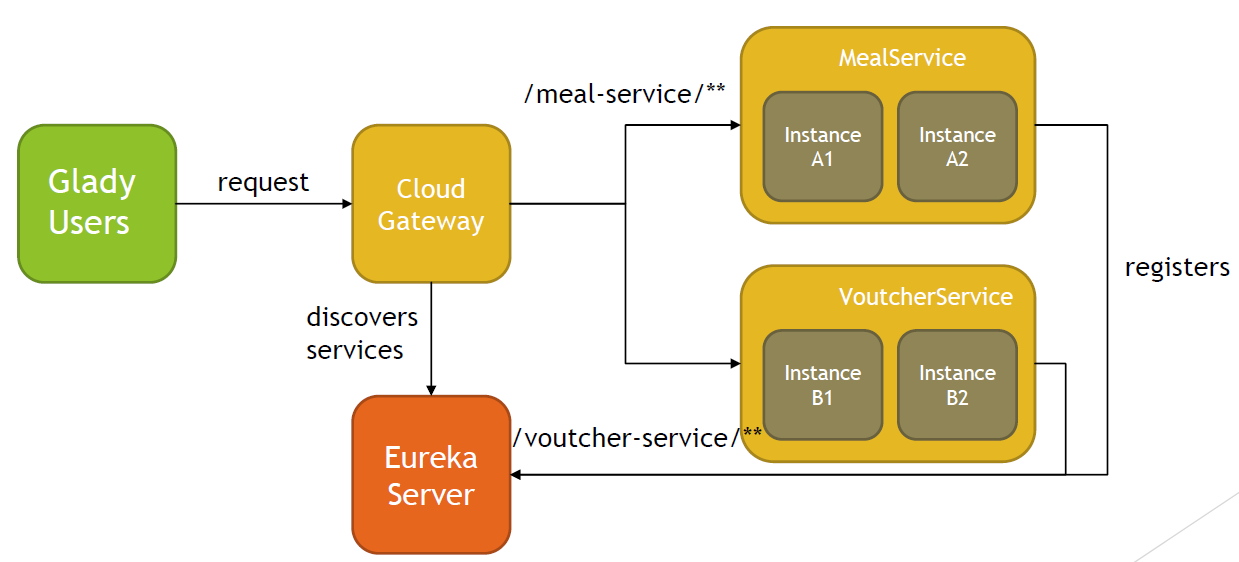 Glady
Users
request
Cloud
Gateway
discovers
services
Eureka
Server
/meal-service/**
MealService
Instance
A1
Instance
A2
registers
VoutcherService
Instance
B1
Instance
B2
/voutcher-service/**